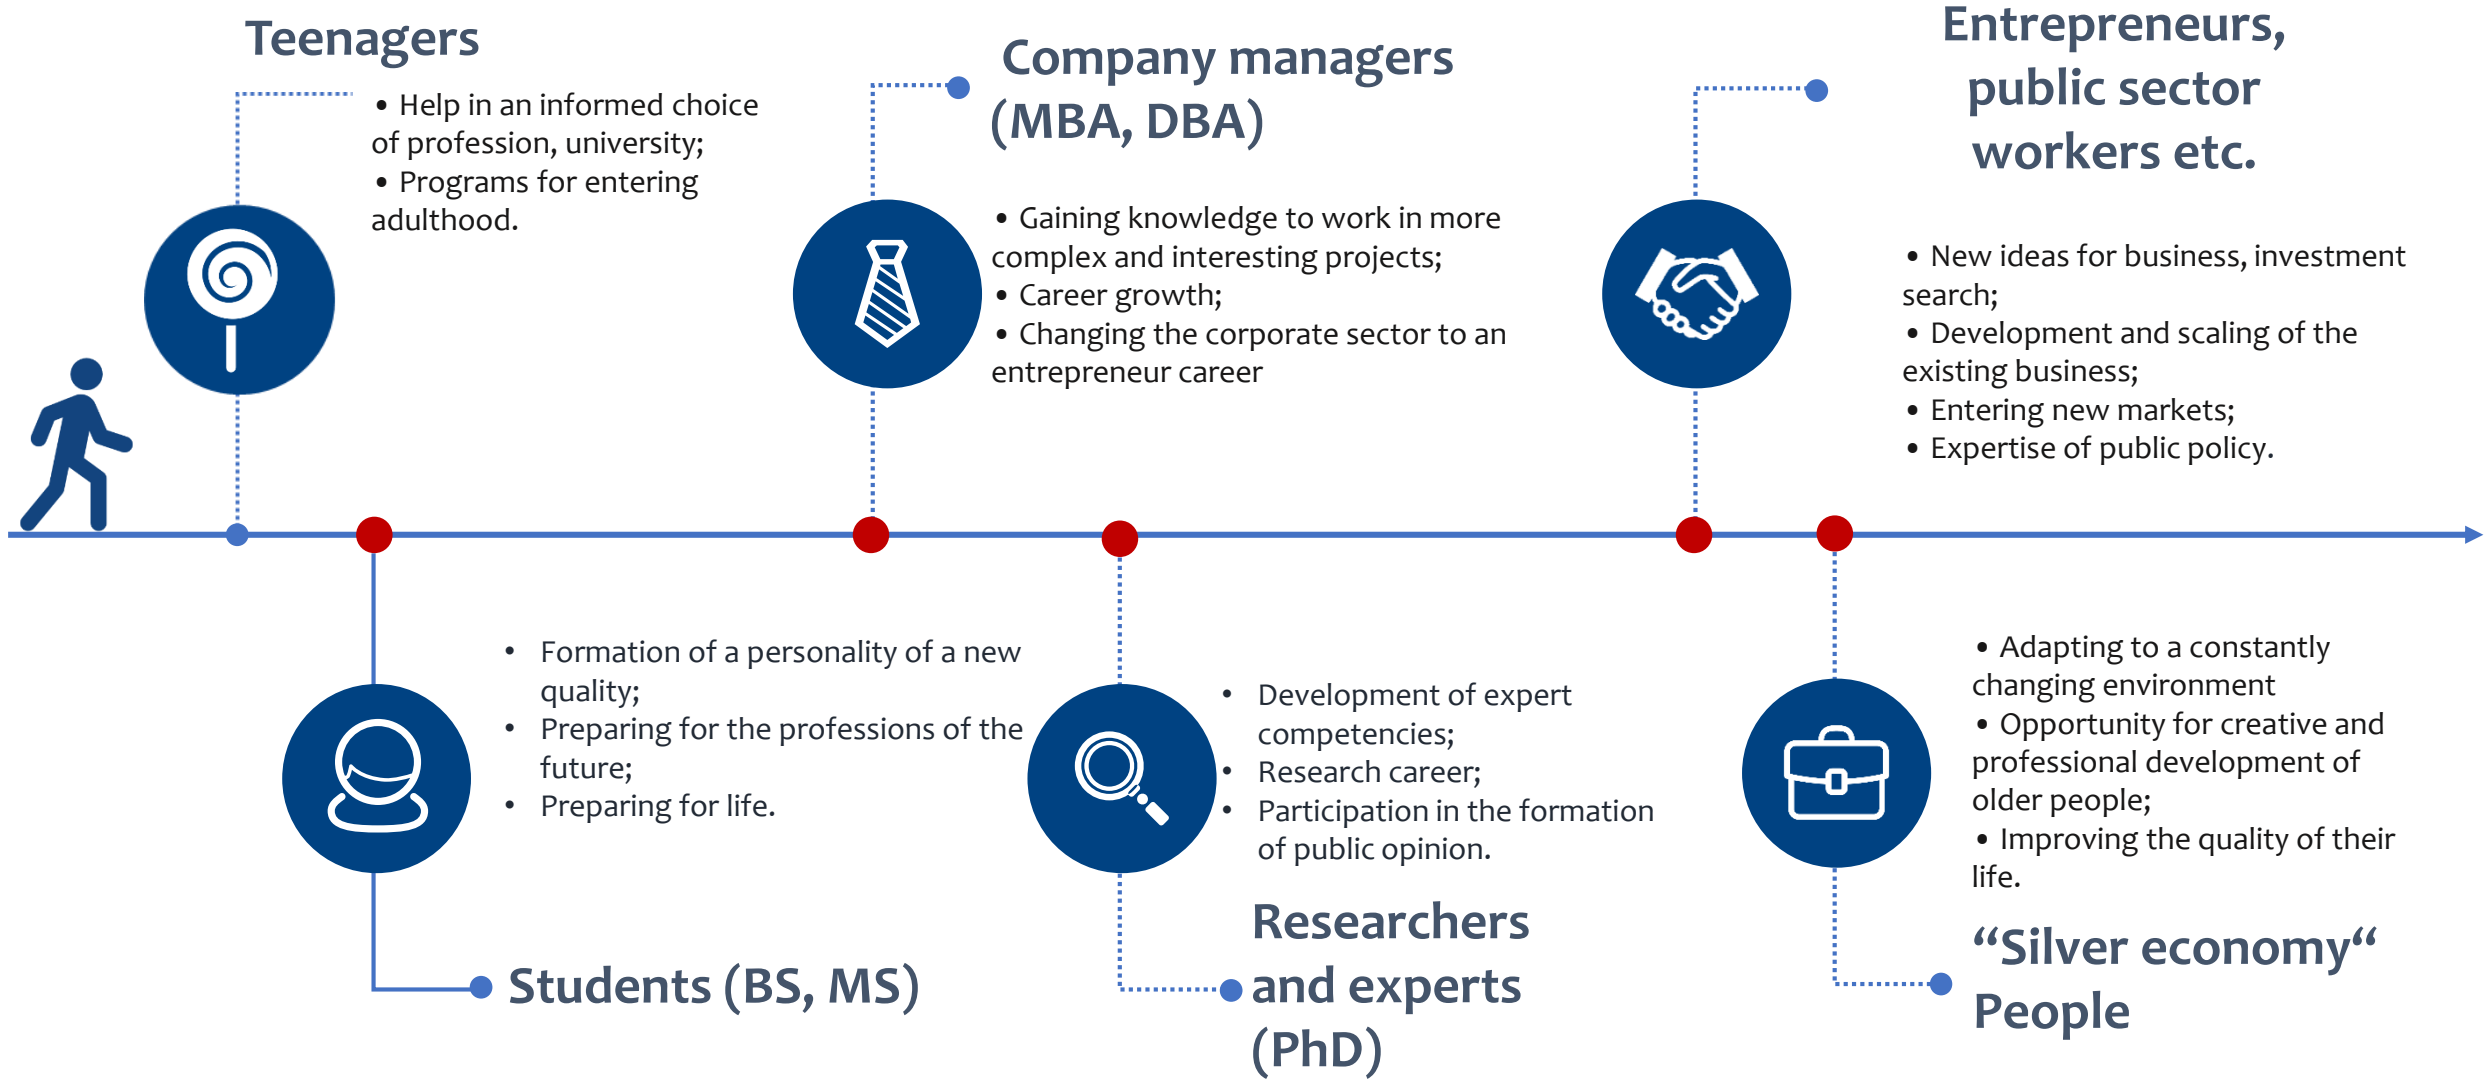 Teenagers
• Help in an informed choice
of profession, university;
• Programs for entering
adulthood.
Company managers
(MBA, DBA)
• Gaining knowledge to work in more
complex and interesting projects;
• Career growth;
• Changing the corporate sector to an
entrepreneur career
Entrepreneurs,
public sector
workers etc.
• New ideas for business, investment
search;
• Development and scaling of the
existing business;
• Entering new markets;
• Expertise of public policy.
• Formation of a personality of a new
quality;
• Preparing for the professions of the
future;
• Preparing for life.
Students (BS, MS)
• Development of expert
competencies;
• Research career;
• Participation in the formation
of public opinion.
Researchers
and experts
(PhD)
• Adapting to a constantly
changing environment
• Opportunity for creative and
professional development of
older people;
• Improving the quality of their
life.
“Silver economy“
People